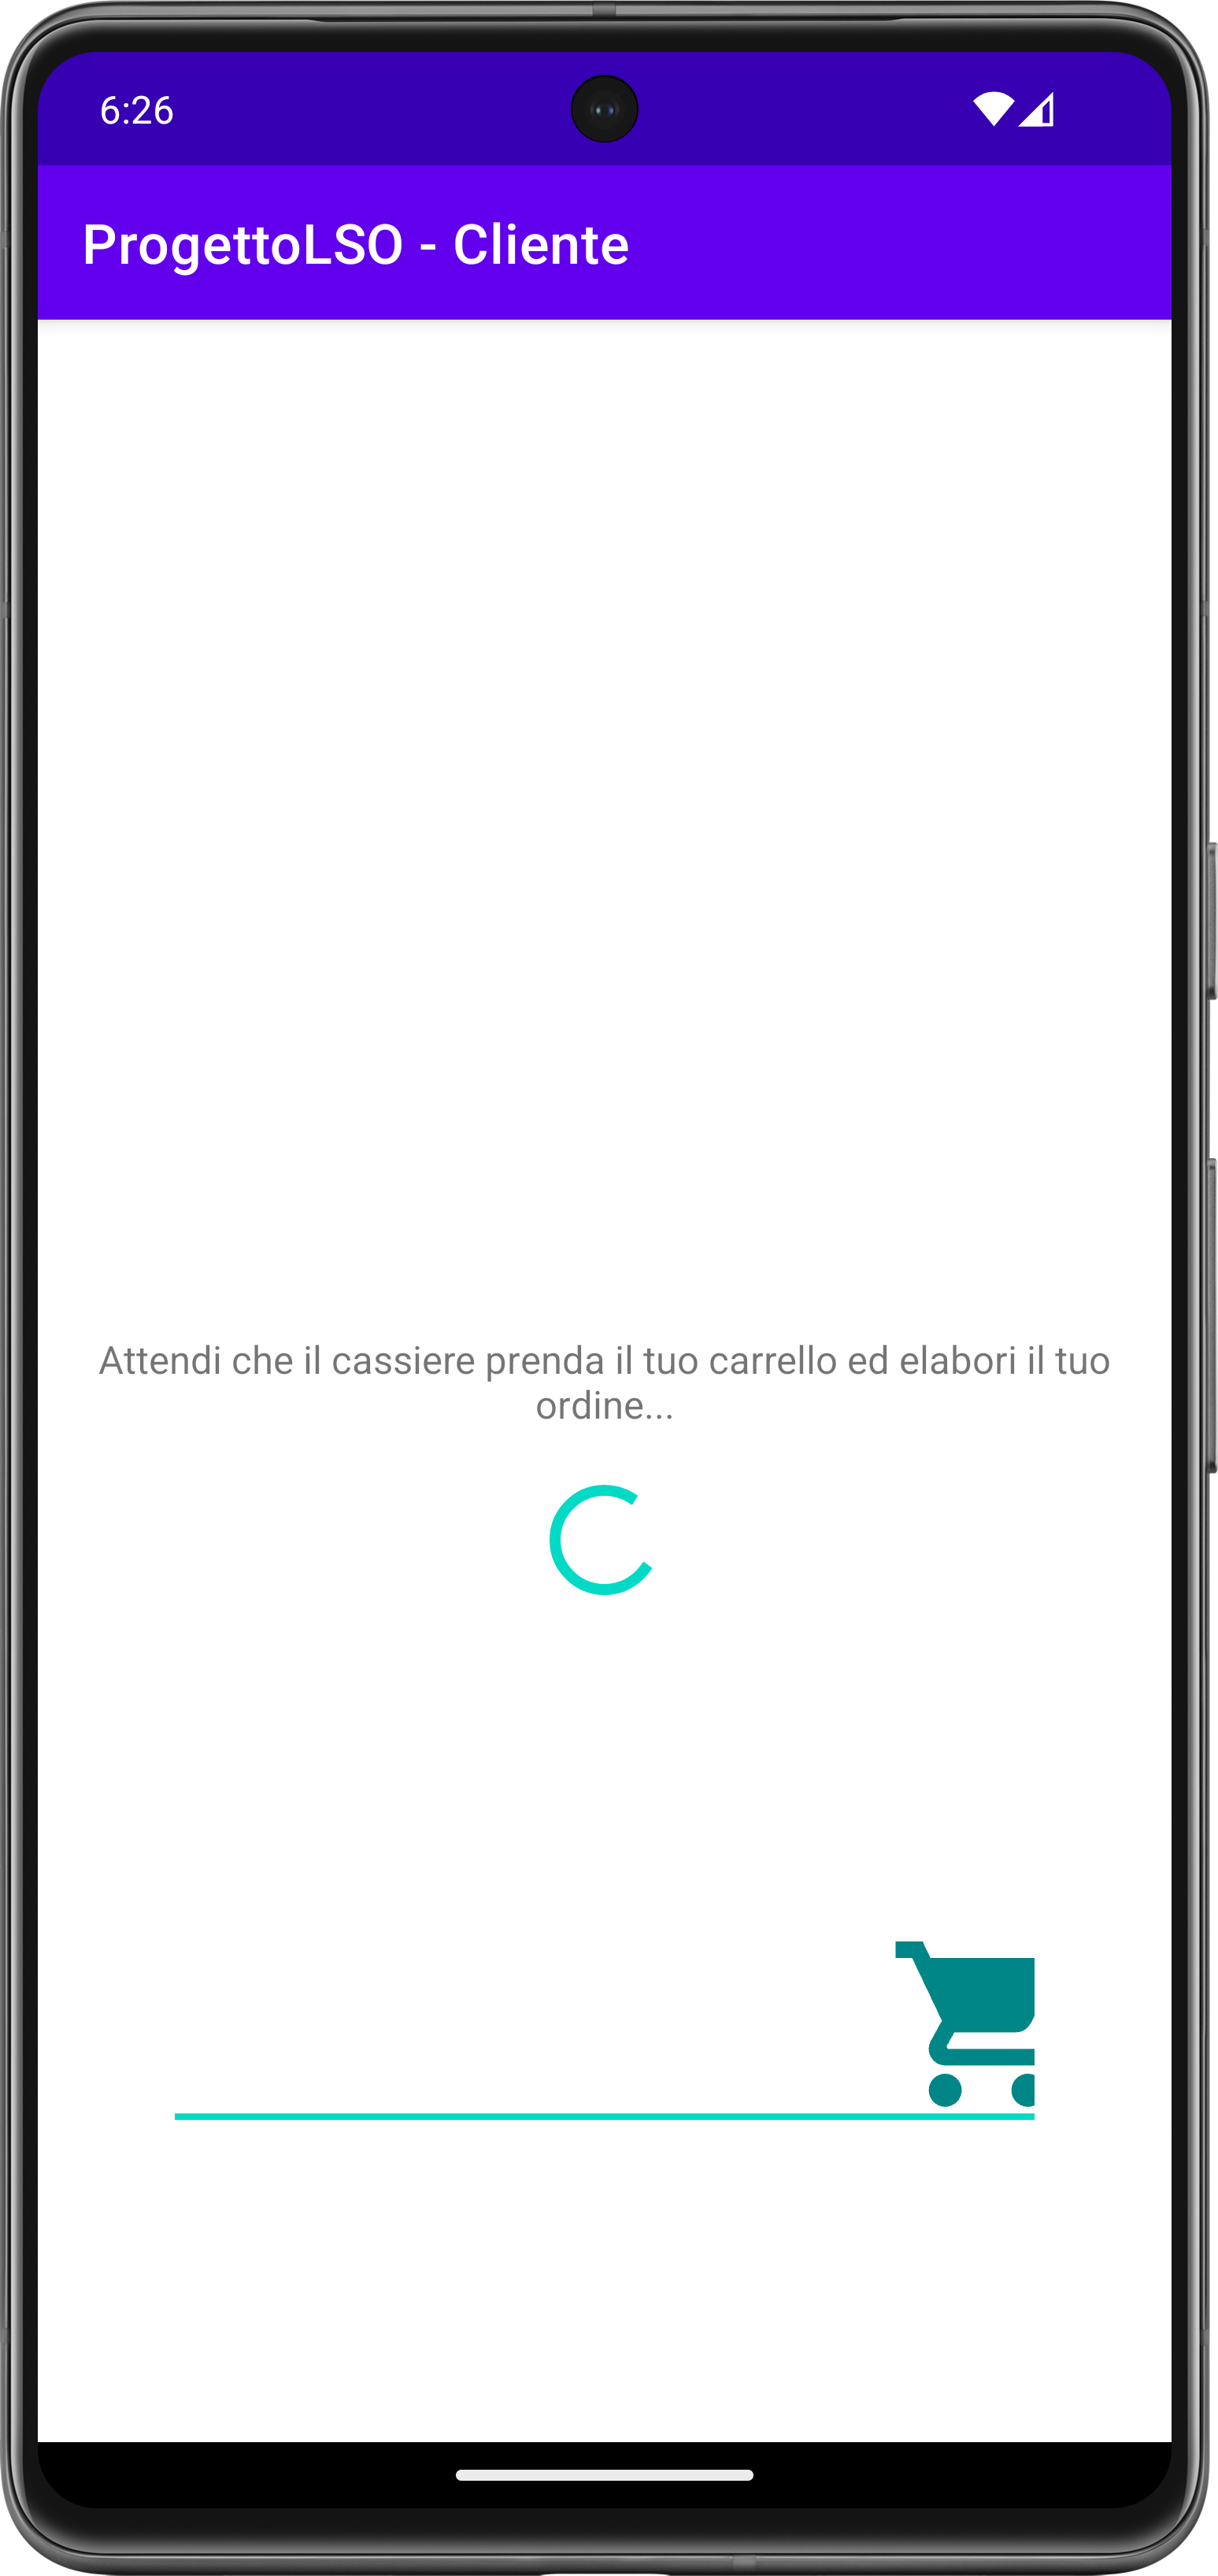 6:26
ProgettoLSO - Cliente
Attendi che il cassiere prenda il tuo carrello ed elabori il tuo
ordine...